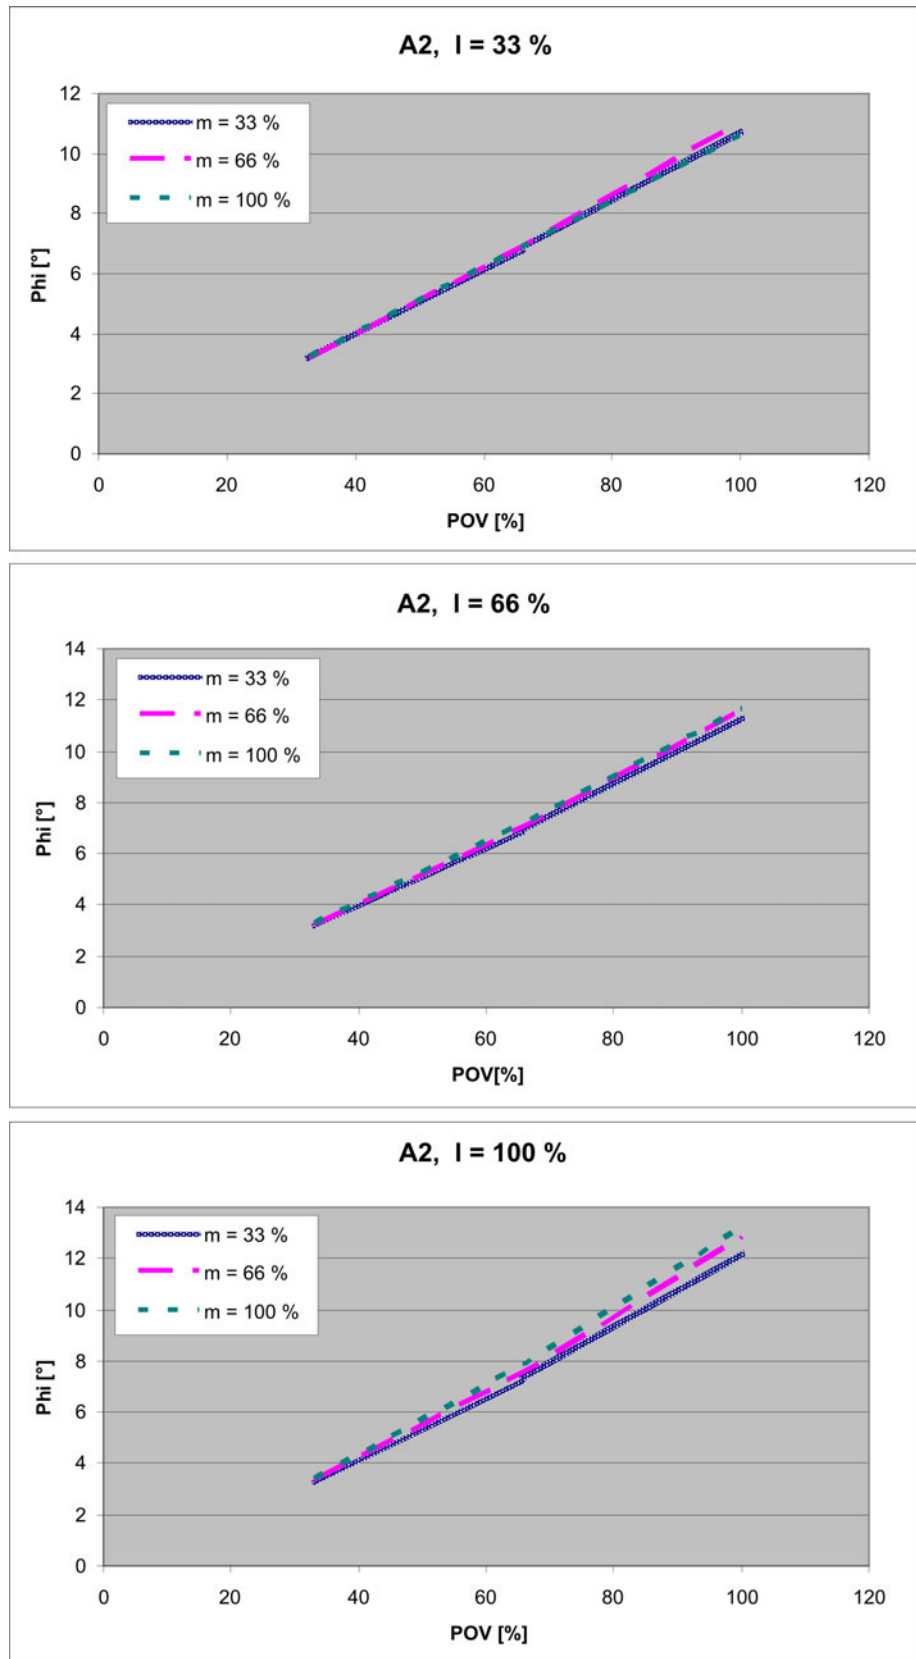 A2, l = 33 %
12
10
8
6
4
2
0
Phi [°]
m = 33 %
m = 66 %
m = 100 %
0 20 40 60 80 100 120
POV [%]
A2, l = 66 %
14
12
10
8
6
4
2
0
Phi [°]
m = 33 %
m = 66 %
m = 100 %
0 20 40 60 80 100 120
POV[%]
A2, l = 100 %
14
12
10
8
6
4
2
0
Phi [°]
m = 33 %
m = 66 %
m = 100 %
0 20 40 60 80 100 120
POV [%]